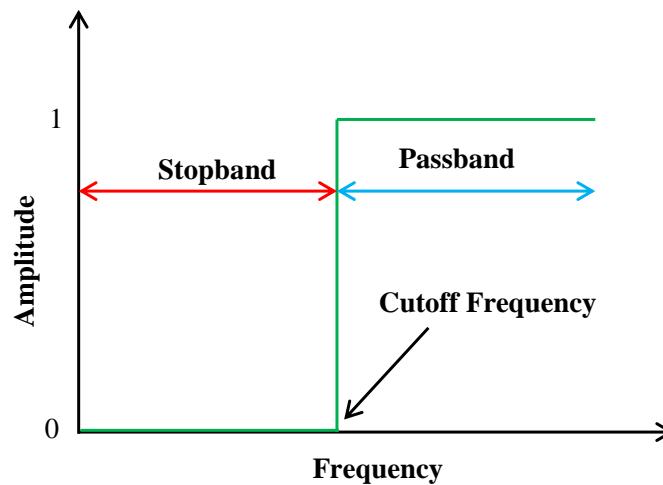 1
Stopband
Passband
Amplitude
Cutoff Frequency
0
Frequency